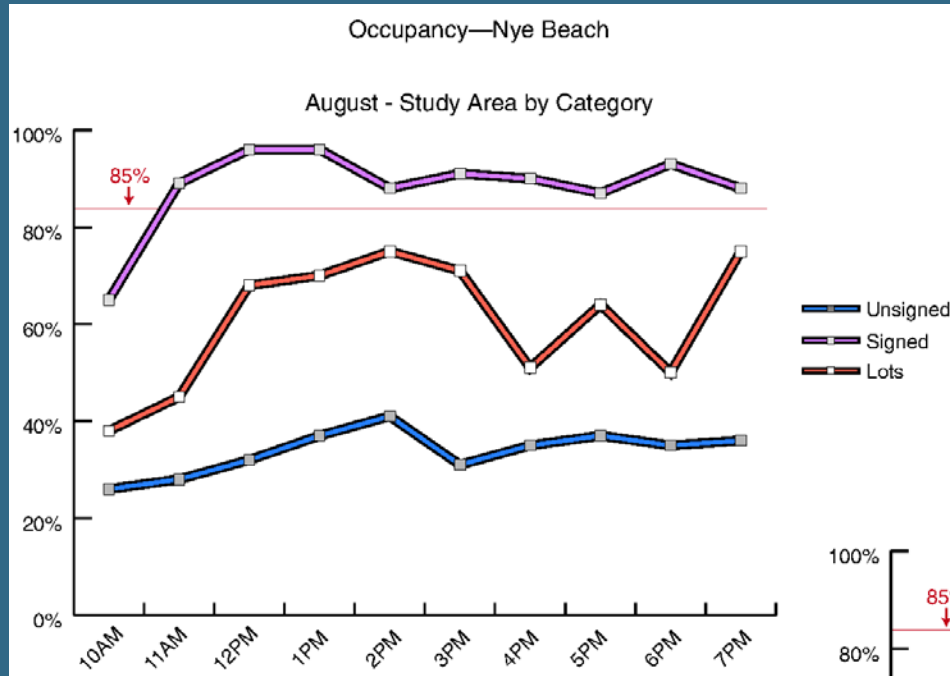 Occupancy—Nye Beach
August - Study Area by Category
100%
85%
80%
60%
40%
20%
0%
10AM
11AM
12PM
1PM
2PM
3PM
4PM
5PM
6PM
7PM
Unsigned
Signed
Lots
100%
80%